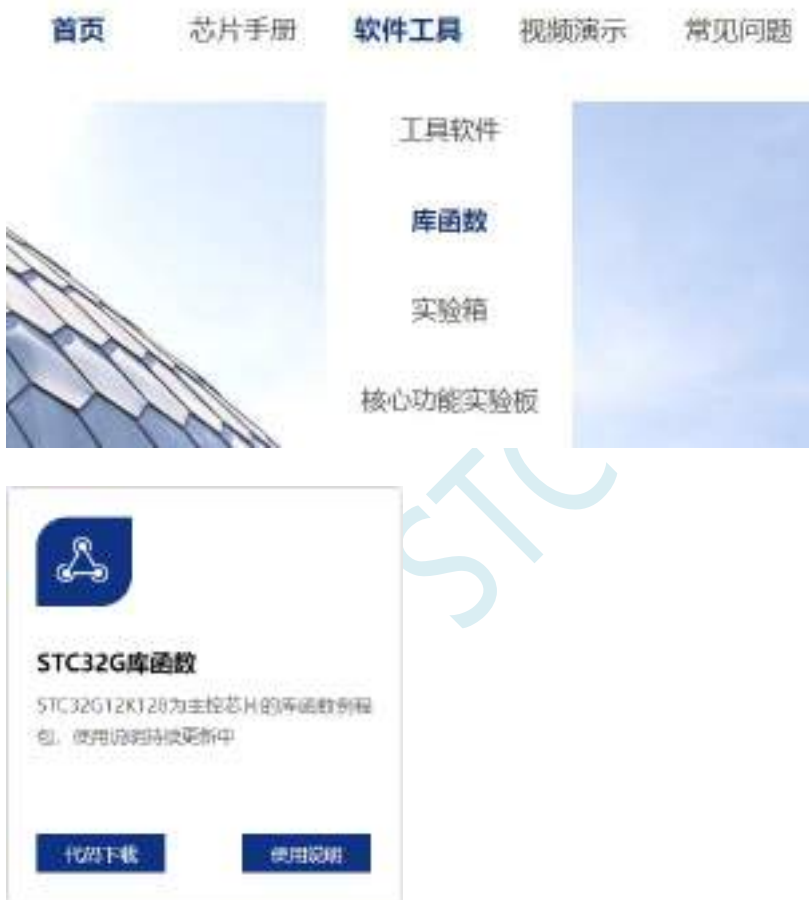 首页 芯片手册 软件工具 视频演示 常见问题
工具软件
库函数
实验箱
核心功能实验板
STC
STC32G库函数
STC32G12K128为主控芯片的库函数例程
包，使用说明持续更新中
代码下载 使用说明